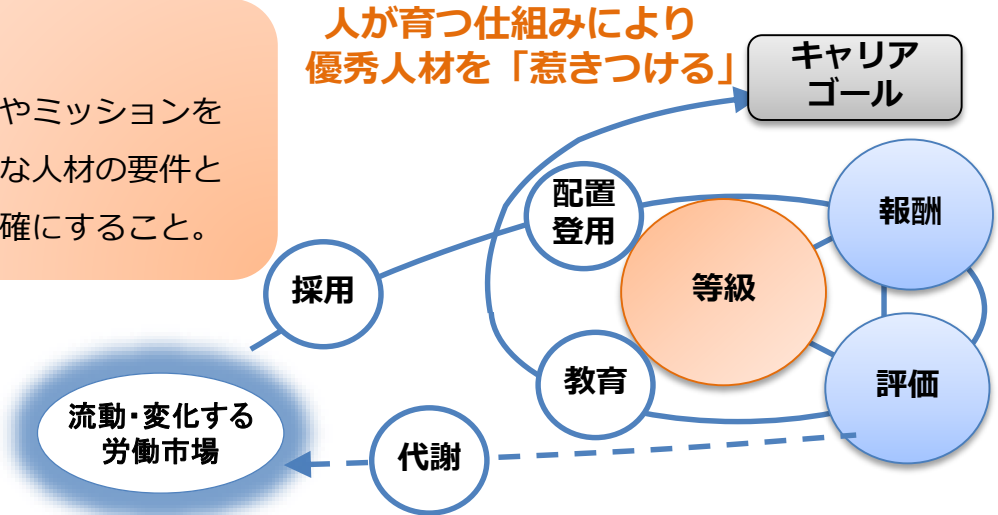 人が育つ仕組みにより
優秀人材を「惹きつける」
キャリア
ゴール
やミッションを
な人材の要件と
確にすること。
配置
登用
報酬
採用
等級
教育
評価
流動・変化する
労働市場
代謝